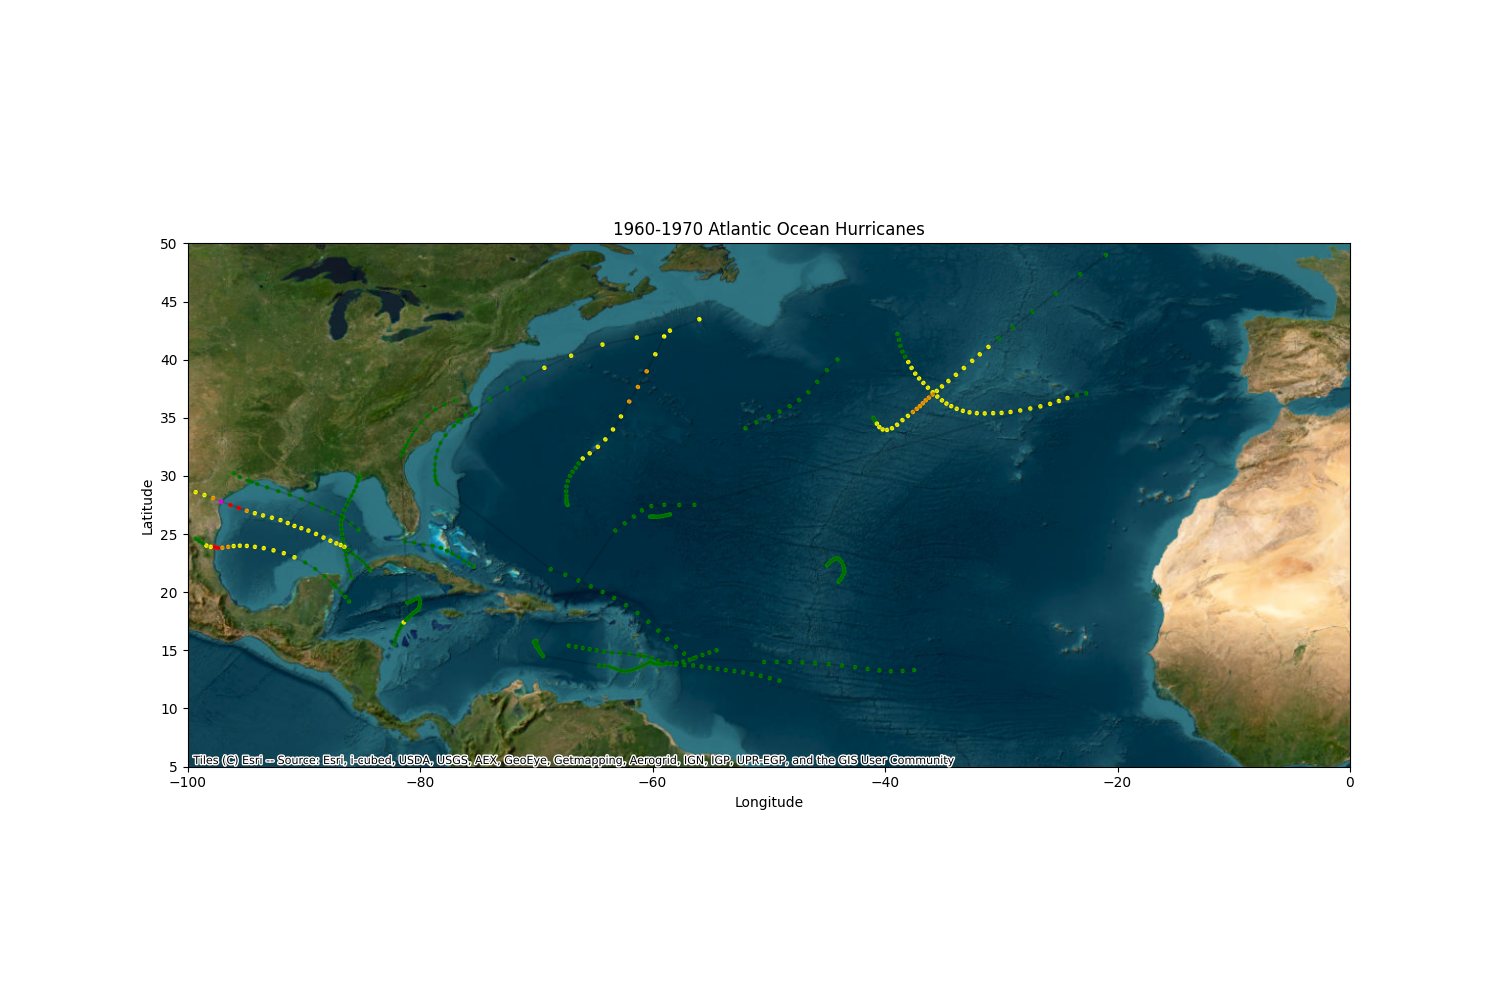 1960-1970 Atlantic Ocean Hurricanes
50
45
40
35
30
25
20
15
10
5
Latitude
Tiles (C) Esri -- Source: Esri, i-cubed, USDA, USGS, AEX, GeoEye, Getmapping, Aerogrid, IGN, IGP, UPR-EGP, and the GIS User Community
−100 −80 −60 −40 −20 0
Longitude